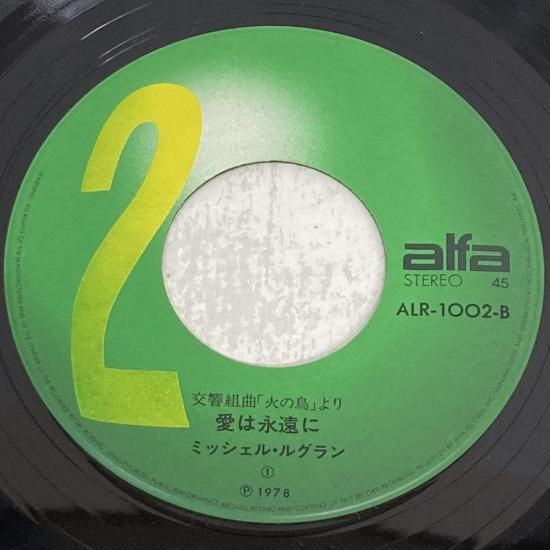 2
alfa
STEREO 45
ALR-1002-B
交響組曲「火の鳥」より
愛は永遠に
ミッシェル・ルグラン
Ⓘ
Ⓟ 1978